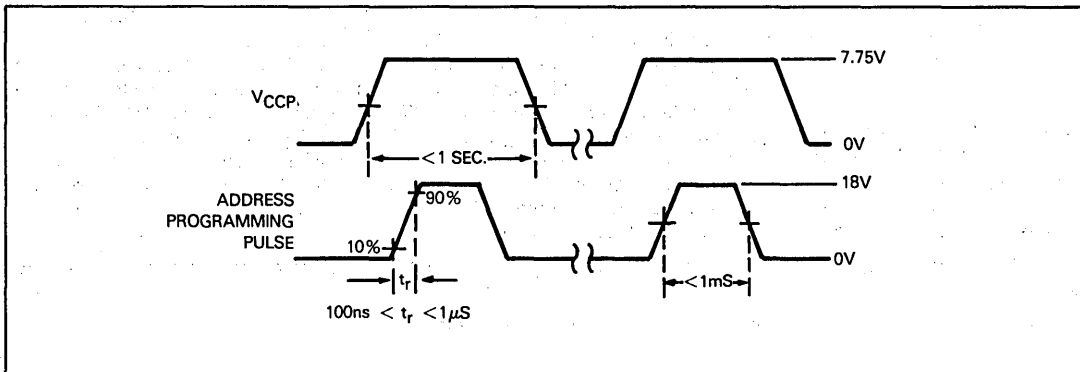 7.75V
VCCP
0V
<1 SEC.
18V
ADDRESS
PROGRAMMING
PULSE
90%
10%
0V
tr
<1mS
100ns < tr <1μS